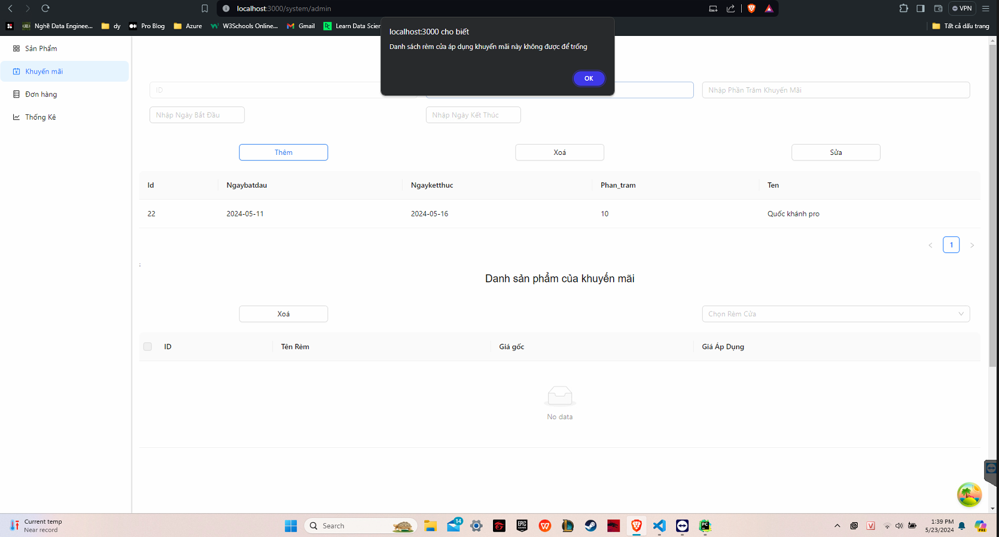 localhost:3000/system/admin
VPN
Nghề Data Enginee...
dy
Pro Blog
Azure
W3Schools Online...
Gmail
Learn Data Scien
Tất cả dấu trang
localhost:3000 cho biết
Danh sách rèm cửa áp dụng khuyến mãi này không được để trống
OK
Sản Phẩm
Khuyến mãi
Đơn hàng
Thống Kê
ID
Nhập Phần Trăm Khuyến Mãi
Nhập Ngày Bắt Đầu
Nhập Ngày Kết Thúc
Thêm
Xoá
Sửa
Id
Ngaybatdau
Ngayketthuc
Phan_tram
Ten
22
2024-05-11
2024-05-16
10
Quốc khánh pro
1
:
Danh sản phẩm của khuyến mãi
Xoá
Chọn Rèm Cửa
ID
Tên Rèm
Giá gốc
Giá Áp Dụng
No data
Current temp
Near record
Search
14
1:39 PM
5/23/2024